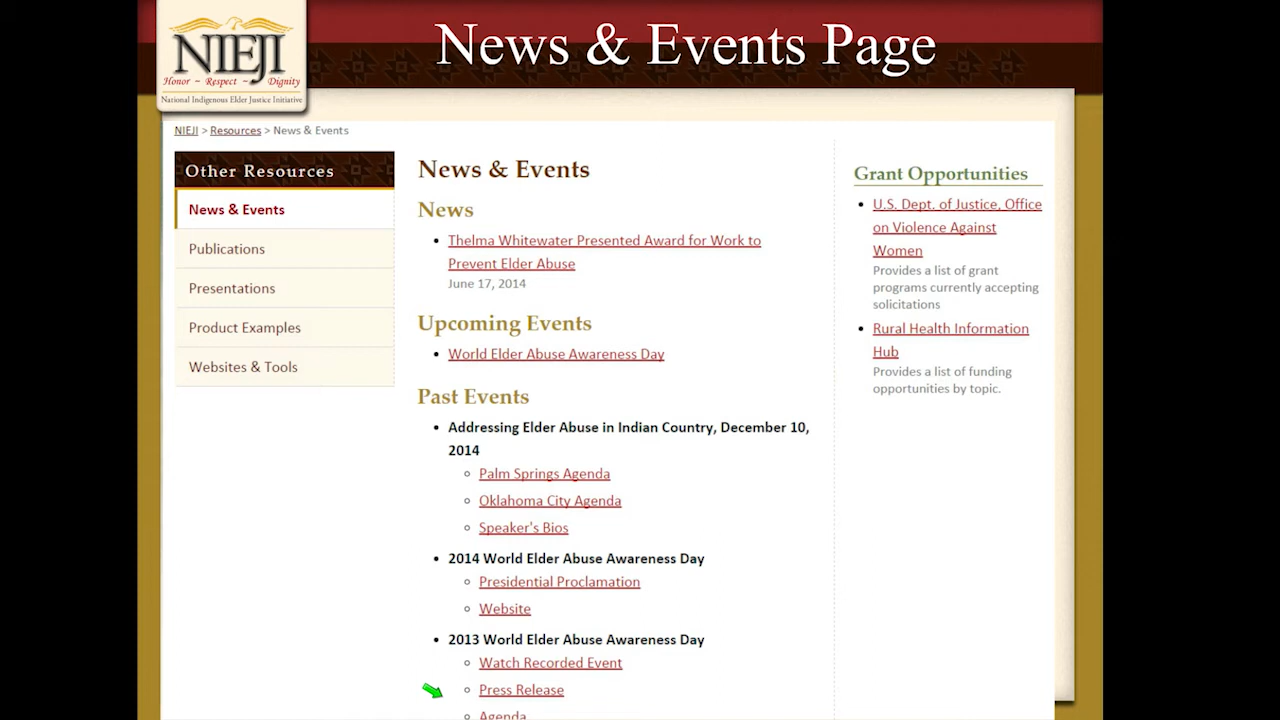 NIEJI
Honor ~ Respect ~ Dignity
National Indigenous Elder Justice Initiative
News & Events Page
NIEJI > Resources > News & Events
Other Resources
News & Events
Publications
Presentations
Product Examples
Websites & Tools
News & Events
News
Thelma Whitewater Presented Award for Work to
Prevent Elder Abuse
June 17, 2014
Upcoming Events
World Elder Abuse Awareness Day
Past Events
Addressing Elder Abuse in Indian Country, December 10,
2014
Palm Springs Agenda
Oklahoma City Agenda
Speaker's Bios
2014 World Elder Abuse Awareness Day
Presidential Proclamation
Website
2013 World Elder Abuse Awareness Day
Watch Recorded Event
Press Release
Agenda
Grant Opportunities
U.S. Dept. of Justice, Office
on Violence Against
Women
Provides a list of grant
programs currently accepting
solicitations
Rural Health Information
Hub
Provides a list of funding
opportunities by topic.